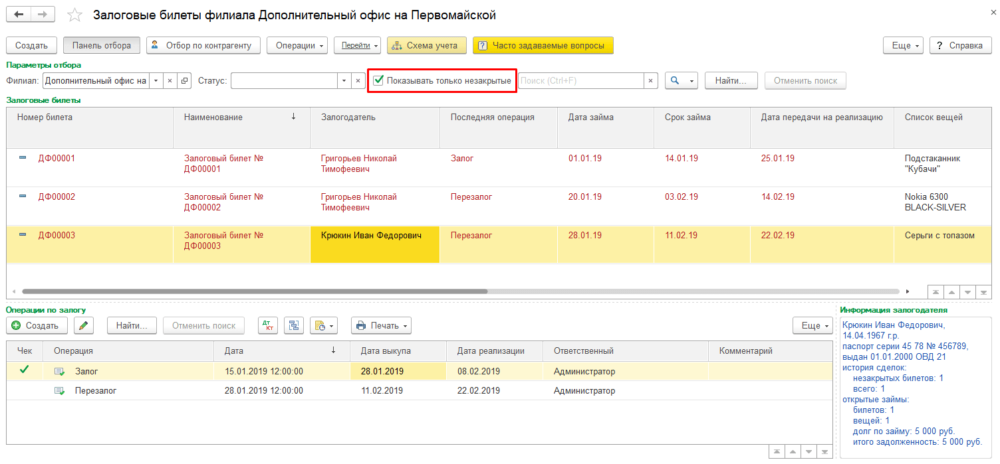 Залоговые билеты филиала Дополнительный офис на Первомайской
Создать Панель отбора Отбор по контрагенту Операции Перейти Схема учета ? Часто задаваемые вопросы Еще ? Справка
Параметры отбора
Филиал: Дополнительный офис на Статус: Показывать только незакрытые Поиск (Ctrl+F) Найти... Отменить поиск
Залоговые билеты
Номер билета Наименование ↓ Залогодатель Последняя операция Дата займа Срок займа Дата передачи на реализацию Список вещей
ДФ00001 Залоговый билет № Григорьев Николай Залог 01.01.19 14.01.19 25.01.19 Подстаканник
ДФ00001 Тимофеевич "Кубачи"
ДФ00002 Залоговый билет № Григорьев Николай Перезалог 20.01.19 03.02.19 14.02.19 Nokia 6300
ДФ00002 Тимофеевич BLACK-SILVER
ДФ00003 Залоговый билет № Крюкин Иван Федорович Перезалог 28.01.19 11.02.19 22.02.19 Серьги с топазом
ДФ00003
Операции по залогу
Создать Найти... Отменить поиск Дт Кт Печать Еще
Чек Операция Дата ↓ Дата выкупа Дата реализации Ответственный Комментарий
Залог 15.01.2019 12:00:00 28.01.2019 08.02.2019 Администратор
Перезалог 28.01.2019 12:00:00 11.02.2019 22.02.2019 Администратор
Информация залогодателя
Крюкин Иван Федорович,
14.04.1967 г.р.
паспорт серии 45 78 № 456789,
выдан 01.01.2000 ОВД 21
история сделок:
незакрытых билетов: 1
всего: 1
открытые займы:
билетов: 1
вещей: 1
долг по займу: 5 000 руб.
итого задолженность: 5 000 руб.